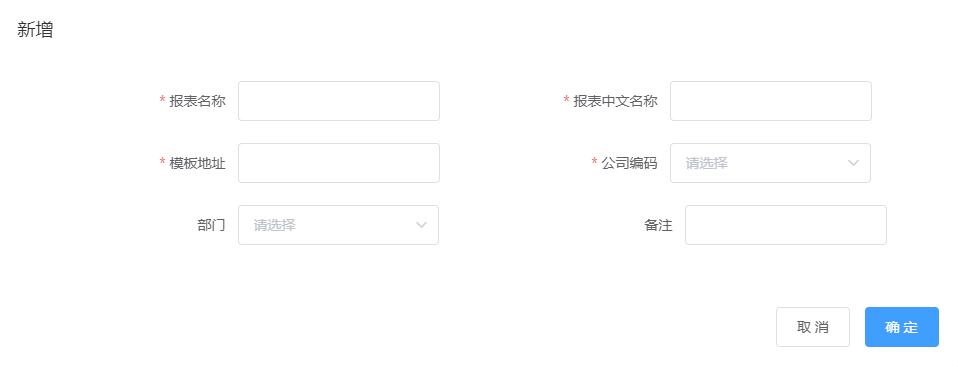 新增
* 报表名称
* 报表中文名称
* 模板地址
* 公司编码 请选择
部门 请选择
备注
取 消
确 定